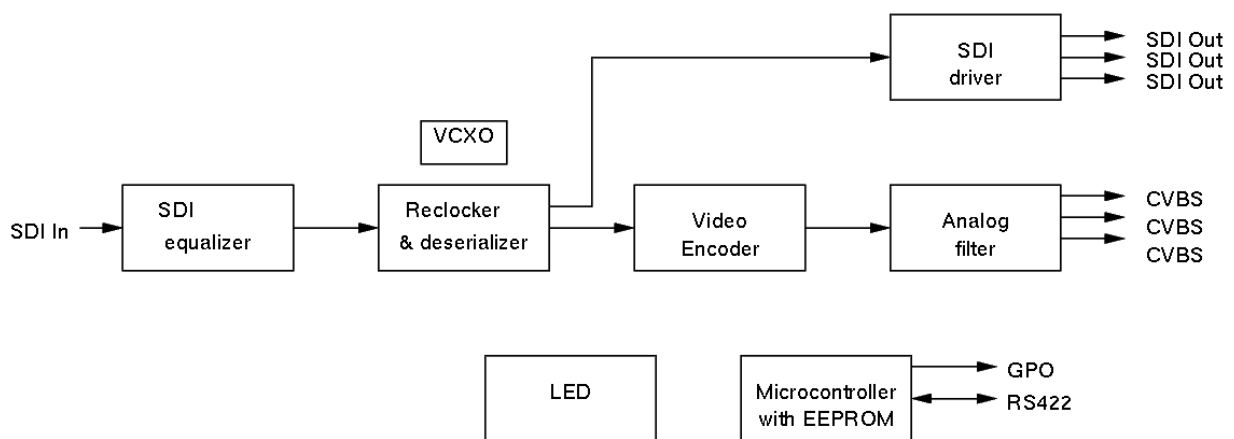 SDI
driver
SDI Out
SDI Out
SDI Out
VCXO
SDI In
SDI
equalizer
Reclocker
& deserializer
Video
Encoder
Analog
filter
CVBS
CVBS
CVBS
LED
Microcontroller
with EEPROM
GPO
RS422